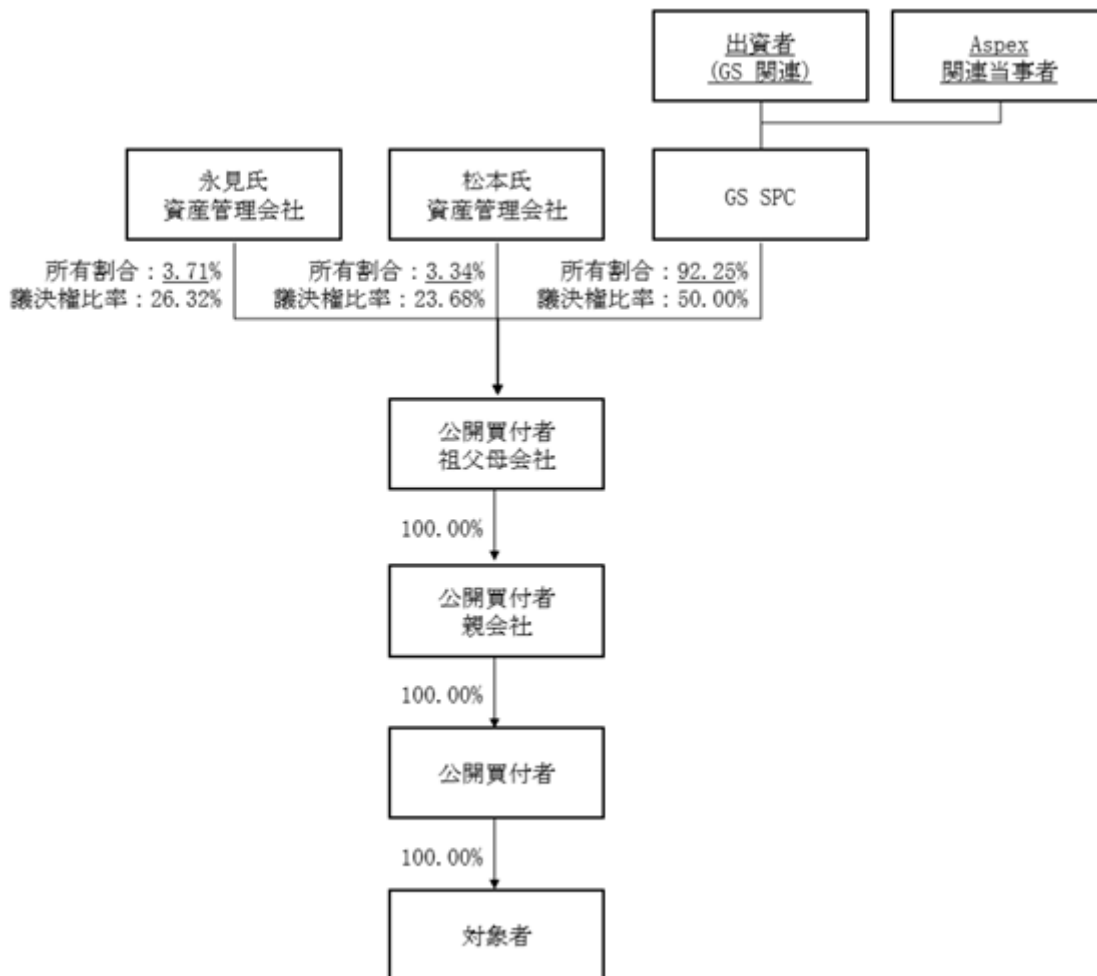 出資者
(GS 関連)
Aspex
関連当事者
永見氏
資産管理会社
松本氏
資産管理会社
GS SPC
所有割合：3.71%
議決権比率：26.32%
所有割合：3.34%
議決権比率：23.68%
所有割合：92.25%
議決権比率：50.00%
公開買付者
祖父母会社
100.00%
公開買付者
親会社
100.00%
公開買付者
100.00%
対象者